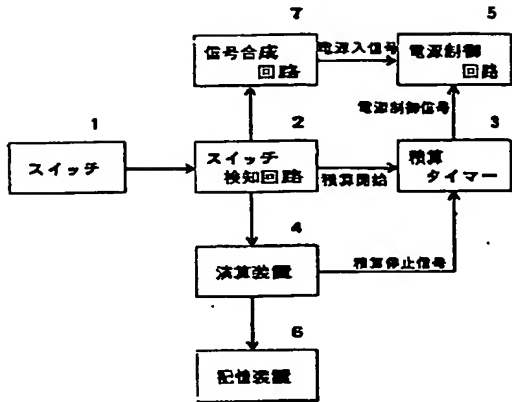 7
5
信号合成
回路
電源入信号
電源制御
回路
電源制御信号
1
2
3
スイッチ
スイッチ
検知回路
積算開始
積算
タイマー
4
演算装置
積算停止信号
6
記憶装置